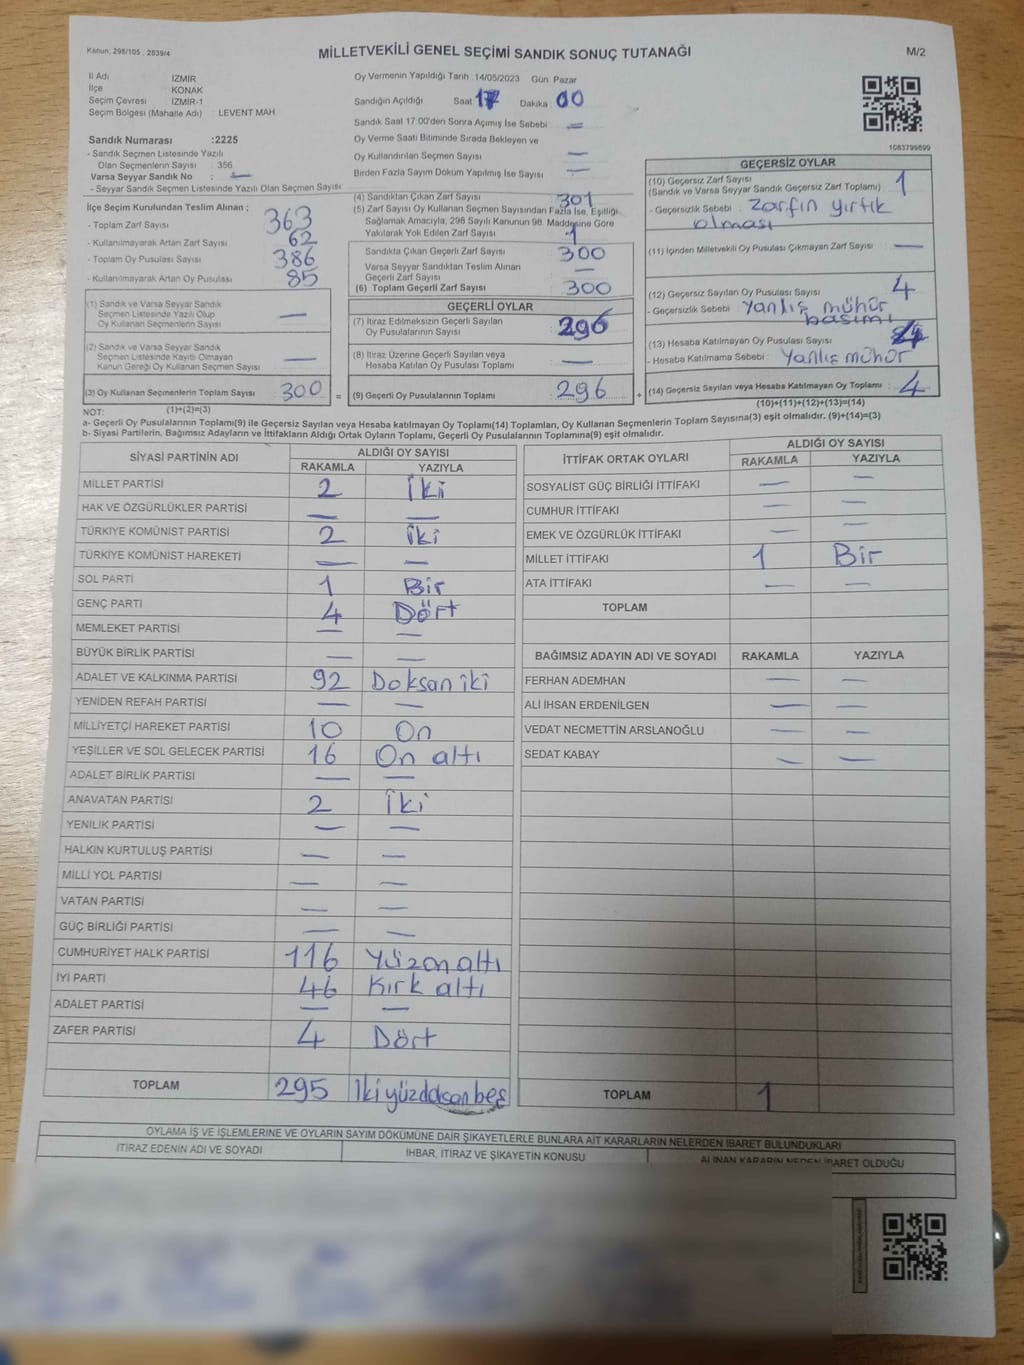 Kanun: 298/105 ; 2839/4
MİLLETVEKİLİ GENEL SEÇİMİ SANDIK SONUÇ TUTANAĞI
M/2
İl Adı İZMİR
İlçe KONAK
Seçim Çevresi İZMİR-1
Seçim Bölgesi (Mahalle Adı) : LEVENT MAH
Sandık Numarası :2225
- Sandık Seçmen Listesinde Yazılı
Olan Seçmenlerin Sayısı : 356
Varsa Seyyar Sandık No : —
- Seyyar Sandık Seçmen Listesinde Yazılı Olan Seçmen Sayısı
İlçe Seçim Kurulundan Teslim Alınan ;
- Toplam Zarf Sayısı 363
- Kullanılmayarak Artan Zarf Sayısı 62
- Toplam Oy Pusulası Sayısı 386
- Kullanılmayarak Artan Oy Pusulası 85
(1) Sandık ve Varsa Seyyar Sandık
Seçmen Listesinde Yazılı Olup
Oy Kullanan Seçmenlerin Sayısı —
(2) Sandık ve Varsa Seyyar Sandık
Seçmen Listesinde Kayıtlı Olmayan
Kanun Gereği Oy Kullanan Seçmen Sayısı —
(3) Oy Kullanan Seçmenlerin Toplam Sayısı 300 =
(1)+(2)=(3)
Oy Vermenin Yapıldığı Tarih :14/05/2023 Gün Pazar
Sandığın Açıldığı Saat 17 Dakika 00
Sandık Saat 17:00'den Sonra Açımış İse Sebebi —
Oy Verme Saati Bitiminde Sırada Bekleyen ve
Oy Kullandırılan Seçmen Sayısı —
Birden Fazla Sayım Döküm Yapılmış İse Sayısı —
(4) Sandıktan Çıkan Zarf Sayısı 301
(5) Zarf Sayısı Oy Kullanan Seçmen Sayısından Fazla İse, Eşitliği
Sağlamak Amacıyla, 298 Sayılı Kanunun 98. Maddesine Göre
Yakılarak Yok Edilen Zarf Sayısı 1
Sandıkta Çıkan Geçerli Zarf Sayısı 300
Varsa Seyyar Sandıktan Teslim Alınan
Geçerli Zarf Sayısı —
(6) Toplam Geçerli Zarf Sayısı 300
GEÇERLİ OYLAR
(7) İtiraz Edilmeksizin Geçerli Sayılan
Oy Pusulalarının Sayısı 296
(8) İtiraz Üzerine Geçerli Sayılan veya
Hesaba Katılan Oy Pusulası Toplamı —
(9) Geçerli Oy Pusulalarının Toplamı 296 +
1083799699
GEÇERSİZ OYLAR
(10) Geçersiz Zarf Sayısı
(Sandık ve Varsa Seyyar Sandık Geçersiz Zarf Toplamı) 1
- Geçersizlik Sebebi : Zarfın yırtık
olması
(11) İçinden Milletvekili Oy Pusulası Çıkmayan Zarf Sayısı —
(12) Geçersiz Sayılan Oy Pusulası Sayısı 4
- Geçersizlik Sebebi : Yanlış mühür
basımı
(13) Hesaba Katılmayan Oy Pusulası Sayısı 4
- Hesaba Katılmama Sebebi : Yanlış mühür
(14) Geçersiz Sayılan veya Hesaba Katılmayan Oy Toplamı : 4
(10)+(11)+(12)+(13)=(14)
NOT:
a- Geçerli Oy Pusulalarının Toplamı(9) ile Geçersiz Sayılan veya Hesaba katılmayan Oy Toplamı(14) Toplamları, Oy Kullanan Seçmenlerin Toplam Sayısına(3) eşit olmalıdır. (9)+(14)=(3)
b- Siyasi Partilerin, Bağımsız Adayların ve İttifakların Aldığı Ortak Oyların Toplamı, Geçerli Oy Pusulalarının Toplamına(9) eşit olmalıdır.
SİYASİ PARTİNİN ADI ALDIĞI OY SAYISI
RAKAMLA YAZIYLA
MİLLET PARTİSİ 2 İki
HAK VE ÖZGÜRLÜKLER PARTİSİ — —
TÜRKİYE KOMÜNİST PARTİSİ 2 İki
TÜRKİYE KOMÜNİST HAREKETİ — —
SOL PARTİ 1 Bir
GENÇ PARTİ 4 Dört
MEMLEKET PARTİSİ — —
BÜYÜK BİRLİK PARTİSİ — —
ADALET VE KALKINMA PARTİSİ 92 Doksan iki
YENİDEN REFAH PARTİSİ — —
MİLLİYETÇİ HAREKET PARTİSİ 10 On
YEŞİLLER VE SOL GELECEK PARTİSİ 16 On altı
ADALET BİRLİK PARTİSİ — —
ANAVATAN PARTİSİ 2 İki
YENİLİK PARTİSİ — —
HALKIN KURTULUŞ PARTİSİ — —
MİLLİ YOL PARTİSİ — —
VATAN PARTİSİ — —
GÜÇ BİRLİĞİ PARTİSİ — —
CUMHURİYET HALK PARTİSİ 116 Yüzonaltı
İYİ PARTİ 46 Kırk altı
ADALET PARTİSİ — —
ZAFER PARTİSİ 4 Dört
TOPLAM 295 İkiyüzdoksanbeş
İTTİFAK ORTAK OYLARI ALDIĞI OY SAYISI
RAKAMLA YAZIYLA
SOSYALİST GÜÇ BİRLİĞİ İTTİFAKI — —
CUMHUR İTTİFAKI — —
EMEK VE ÖZGÜRLÜK İTTİFAKI — —
MİLLET İTTİFAKI 1 Bir
ATA İTTİFAKI — —
TOPLAM
BAĞIMSIZ ADAYIN ADI VE SOYADI RAKAMLA YAZIYLA
FERHAN ADEMHAN — —
ALİ İHSAN ERDENİLGEN — —
VEDAT NECMETTİN ARSLANOĞLU — —
SEDAT KABAY — —
TOPLAM 1
OYLAMA İŞ VE İŞLEMLERİNE VE OYLARIN SAYIM DÖKÜMÜNE DAİR ŞİKAYETLERLE BUNLARA AİT KARARLARIN NELERDEN İBARET BULUNDUKLARI
İTİRAZ EDENİN ADI VE SOYADI İHBAR, İTİRAZ VE ŞİKAYETİN KONUSU ALINAN KARARIN NEDEN İBARET OLDUĞU